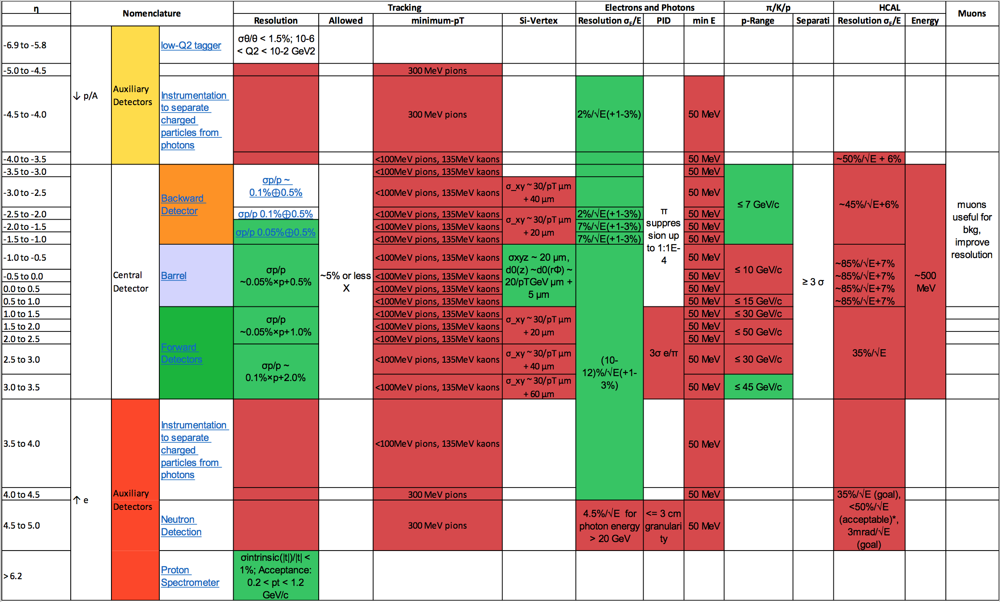 η
Nomenclature
Tracking
Electrons and Photons
π/K/p
HCAL
Muons
Resolution
Allowed
minimum-pT
Si-Vertex
Resolution σE/E
PID
min E
p-Range
Separati
Resolution σE/E
Energy
-6.9 to -5.8
↓ p/A
Auxiliary
Detectors
low-Q2 tagger
σθ/θ < 1.5%; 10-6
< Q2 < 10-2 GeV2
-5.0 to -4.5
300 MeV pions
-4.5 to -4.0
Instrumentation
to separate
charged
particles from
photons
300 MeV pions
2%/√E(+1-3%)
50 MeV
-4.0 to -3.5
<100MeV pions, 135MeV kaons
50 MeV
~50%/√E + 6%
muons
useful for
bkg,
improve
resolution
-3.5 to -3.0
Central
Detector
Backward
Detector
σp/p ~
0.1%⊕0.5%
~5% or less
X
<100MeV pions, 135MeV kaons
π
suppres
sion up
to 1:1E-
4
50 MeV
≤ 7 GeV/c
≥ 3 σ
~45%/√E+6%
~500
MeV
-3.0 to -2.5
<100MeV pions, 135MeV kaons
σ_xy ~ 30/pT μm
+ 40 μm
50 MeV
-2.5 to -2.0
σp/p 0.1%⊕0.5%
<100MeV pions, 135MeV kaons
σ_xy ~ 30/pT μm
+ 20 μm
2%/√E(+1-3%)
50 MeV
-2.0 to -1.5
σp/p 0.05%⊕0.5%
<100MeV pions, 135MeV kaons
7%/√E(+1-3%)
50 MeV
-1.5 to -1.0
<100MeV pions, 135MeV kaons
7%/√E(+1-3%)
50 MeV
-1.0 to -0.5
Barrel
σp/p
~0.05%×p+0.5%
<100MeV pions, 135MeV kaons
σxyz ~ 20 μm,
d0(z) ~d0(rΦ) ~
20/pTGeV μm +
5 μm
(10-
12)%/√E(+1-
3%)
50 MeV
≤ 10 GeV/c
~85%/√E+7%
-0.5 to 0.0
<100MeV pions, 135MeV kaons
50 MeV
~85%/√E+7%
0.0 to 0.5
<100MeV pions, 135MeV kaons
50 MeV
~85%/√E+7%
0.5 to 1.0
<100MeV pions, 135MeV kaons
50 MeV
≤ 15 GeV/c
~85%/√E+7%
1.0 to 1.5
Forward
Detectors
σp/p
~0.05%×p+1.0%
<100MeV pions, 135MeV kaons
σ_xy ~ 30/pT μm
+ 20 μm
3σ e/π
50 MeV
≤ 30 GeV/c
35%/√E
1.5 to 2.0
<100MeV pions, 135MeV kaons
50 MeV
≤ 50 GeV/c
2.0 to 2.5
<100MeV pions, 135MeV kaons
50 MeV
2.5 to 3.0
σp/p ~
0.1%×p+2.0%
<100MeV pions, 135MeV kaons
σ_xy ~ 30/pT μm
+ 40 μm
50 MeV
≤ 30 GeV/c
3.0 to 3.5
<100MeV pions, 135MeV kaons
σ_xy ~ 30/pT μm
+ 60 μm
50 MeV
≤ 45 GeV/c
3.5 to 4.0
↑ e
Auxiliary
Detectors
Instrumentation
to separate
charged
particles from
photons
<100MeV pions, 135MeV kaons
50 MeV
4.0 to 4.5
300 MeV pions
50 MeV
35%/√E (goal),
<50%/√E
(acceptable)*,
3mrad/√E
(goal)
4.5 to 5.0
Neutron
Detection
300 MeV pions
4.5%/√E for
photon energy
> 20 GeV
<= 3 cm
granulari
ty
50 MeV
> 6.2
Proton
Spectrometer
σintrinsic(|t|)/|t| <
1%; Acceptance:
0.2 < pt < 1.2
GeV/c